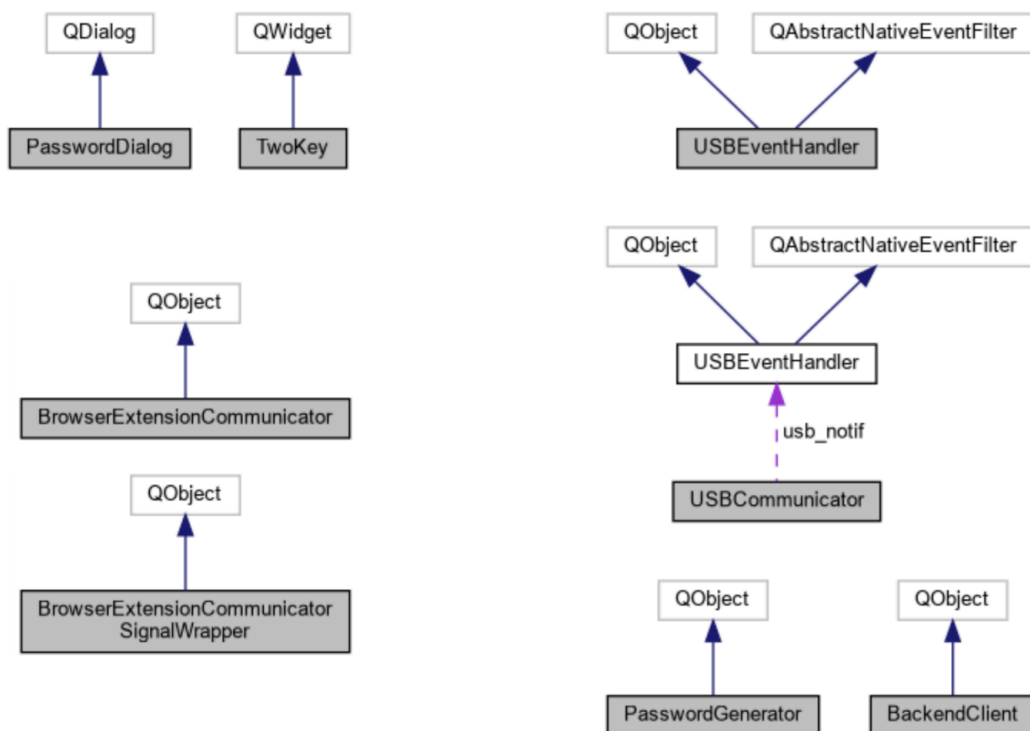 QDialog
QWidget
PasswordDialog
TwoKey
QObject
QAbstractNativeEventFilter
USBEventHandler
QObject
BrowserExtensionCommunicator
QObject
BrowserExtensionCommunicator
SignalWrapper
QObject
QAbstractNativeEventFilter
USBEventHandler
usb_notif
USBCommunicator
QObject
QObject
PasswordGenerator
BackendClient